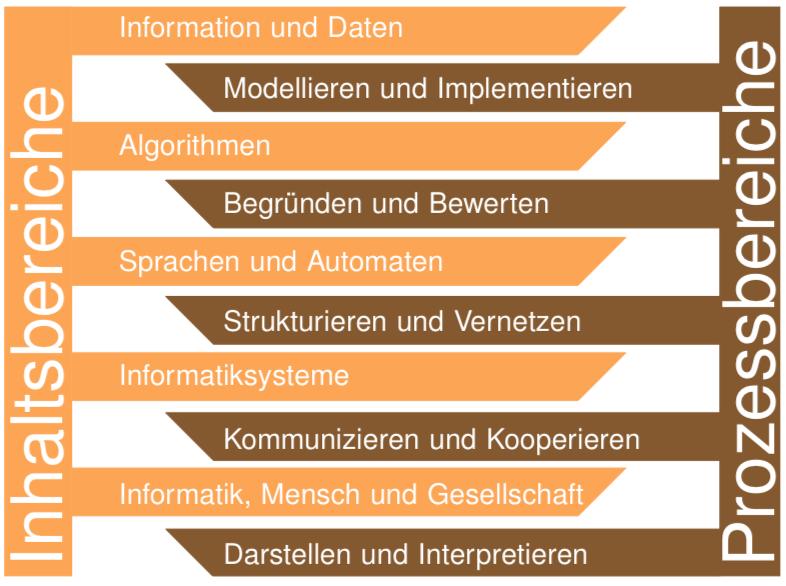 Inhaltsbereiche
Information und Daten
Modellieren und Implementieren
Algorithmen
Begründen und Bewerten
Sprachen und Automaten
Strukturieren und Vernetzen
Informatiksysteme
Kommunizieren und Kooperieren
Informatik, Mensch und Gesellschaft
Darstellen und Interpretieren
Prozessbereiche